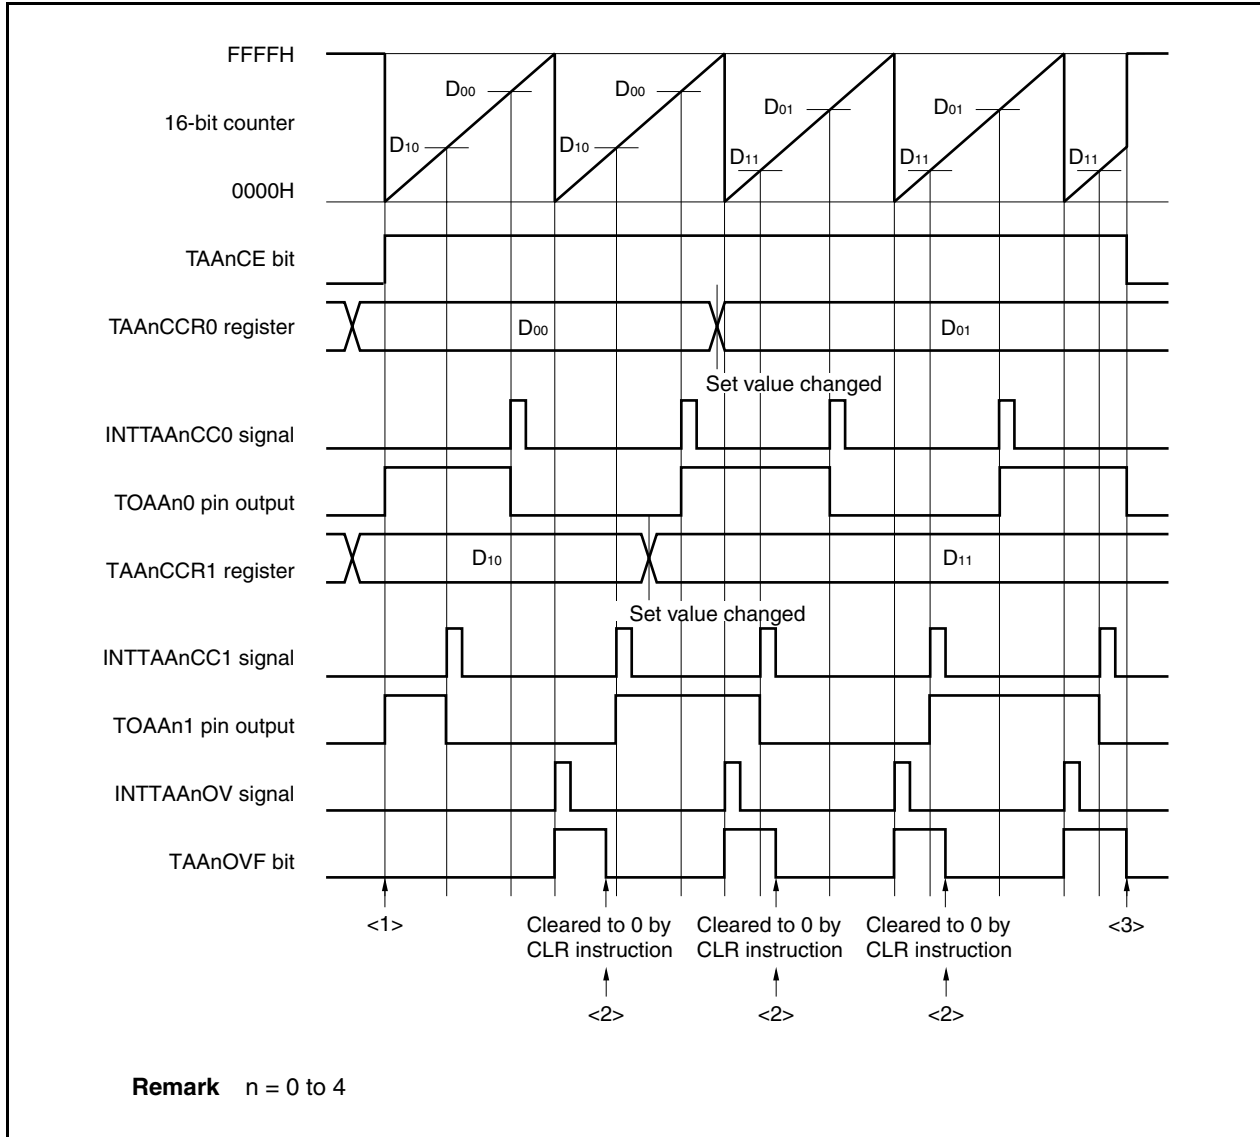 FFFFH
D00 D00 D01 D01
16-bit counter
D10 D10 D11 D11 D11
0000H
TAAnCE bit
TAAnCCR0 register D00 D01
Set value changed
INTTAAnCC0 signal
TOAAn0 pin output
TAAnCCR1 register D10 D11
Set value changed
INTTAAnCC1 signal
TOAAn1 pin output
INTTAAnOV signal
TAAnOVF bit
<1> Cleared to 0 by Cleared to 0 by Cleared to 0 by <3>
CLR instruction CLR instruction CLR instruction
<2> <2> <2>
Remark n = 0 to 4